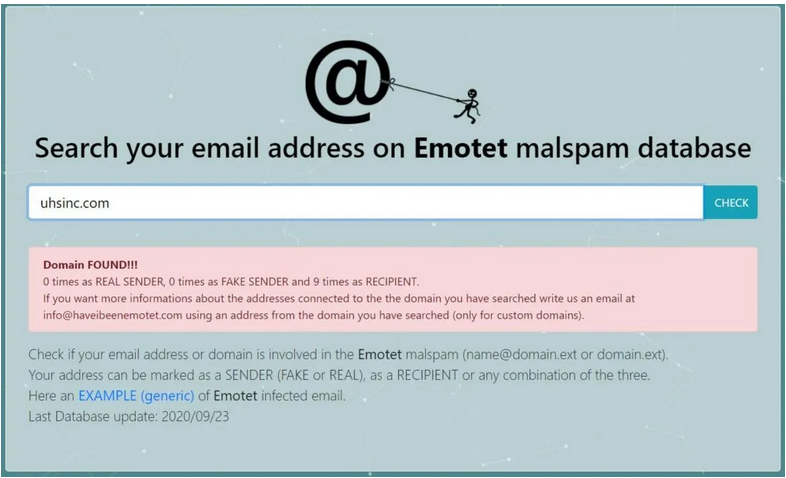 @
Search your email address on Emotet malspam database
uhsinc.com
CHECK
Domain FOUND!!!
0 times as REAL SENDER, 0 times as FAKE SENDER and 9 times as RECIPIENT.
If you want more informations about the addresses connected to the the domain you have searched write us an email at
info@haveibeenemotet.com using an address from the domain you have searched (only for custom domains).
Check if your email address or domain is involved in the Emotet malspam (name@domain.ext or domain.ext).
Your address can be marked as a SENDER (FAKE or REAL), as a RECIPIENT or any combination of the three.
Here an EXAMPLE (generic) of Emotet infected email.
Last Database update: 2020/09/23